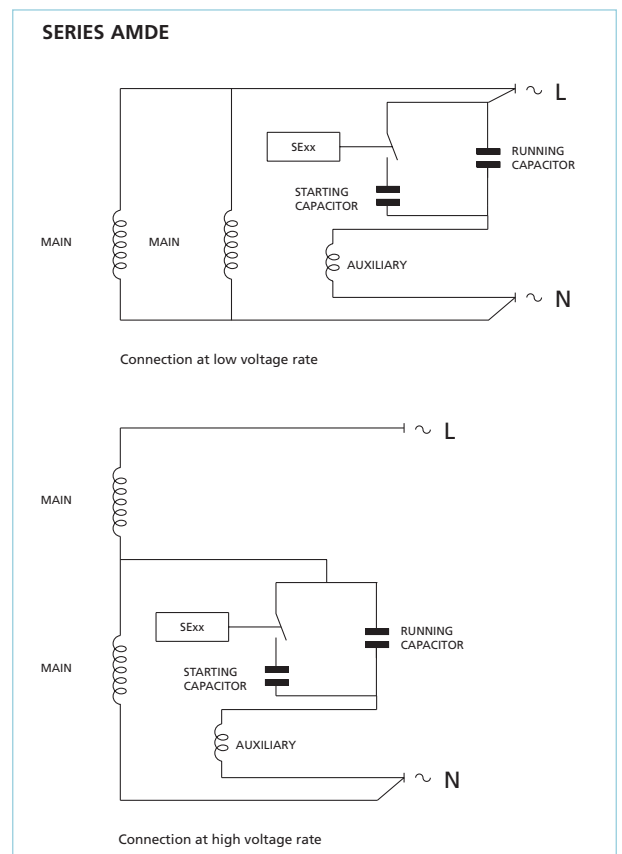 SERIES AMDE
~ L
SExx
RUNNING
CAPACITOR
STARTING
CAPACITOR
MAIN
MAIN
AUXILIARY
~ N
Connection at low voltage rate
~ L
MAIN
SExx
RUNNING
CAPACITOR
MAIN
STARTING
CAPACITOR
AUXILIARY
~ N
Connection at high voltage rate